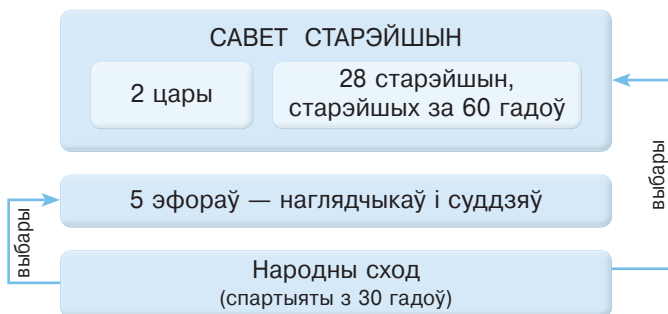 САВЕТ СТАРЭЙШЫН
2 цары
28 старэйшын,
старэйшых за 60 гадоў
выбары
5 эфораў — наглядчыкаў і суддзяў
выбары
Народны сход
(спартыяты з 30 гадоў)